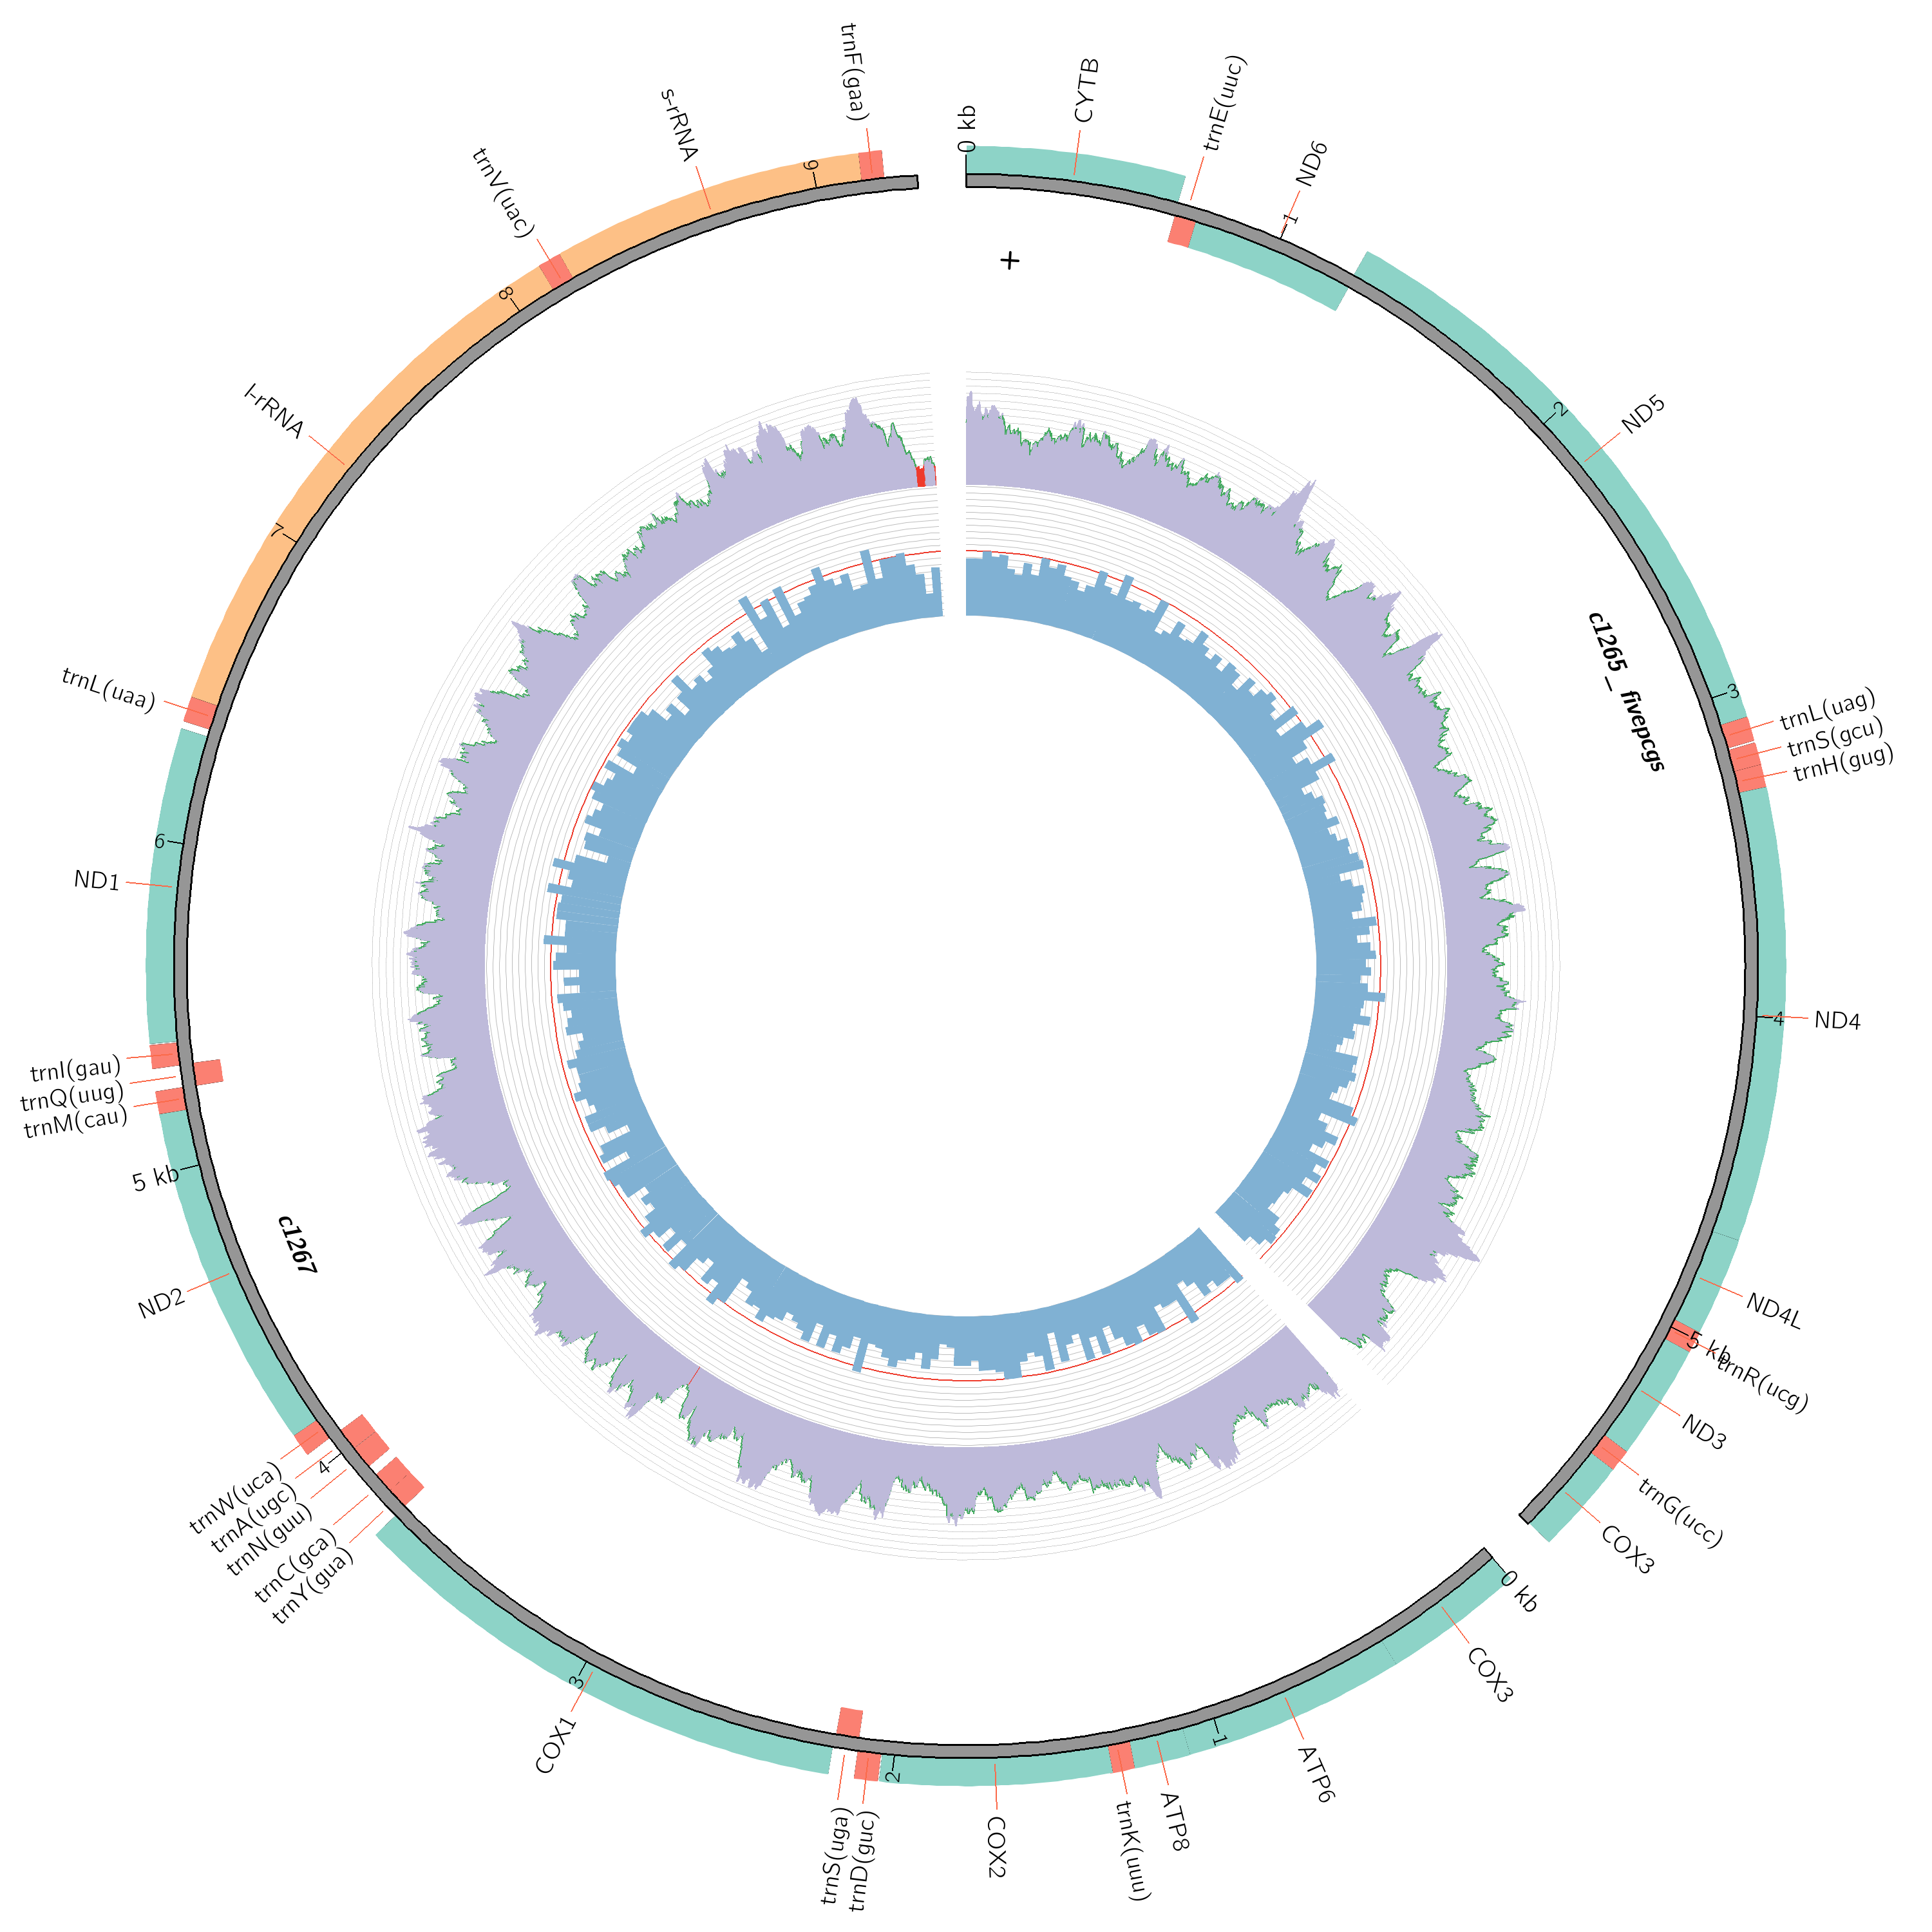 0 kb
CYTB
trnE(uuc)
1
ND6
2
ND5
3
trnL(uag)
trnS(gcu)
trnH(gug)
c1265_fivepcgs
4
ND4
ND4L
5 kb
trnR(ucg)
ND3
trnG(ucc)
COX3
0 kb
COX3
ATP6
1
ATP8
trnK(uuu)
COX2
2
trnD(guc)
trnS(uga)
3
COX1
trnY(gua)
trnC(gca)
4
trnN(guu)
trnA(ugc)
trnW(uca)
ND2
c1267
5 kb
trnM(cau)
trnQ(uug)
trnI(gau)
ND1
6
trnL(uaa)
7
l-rRNA
8
trnV(uac)
s-rRNA
9
trnF(gaa)
+